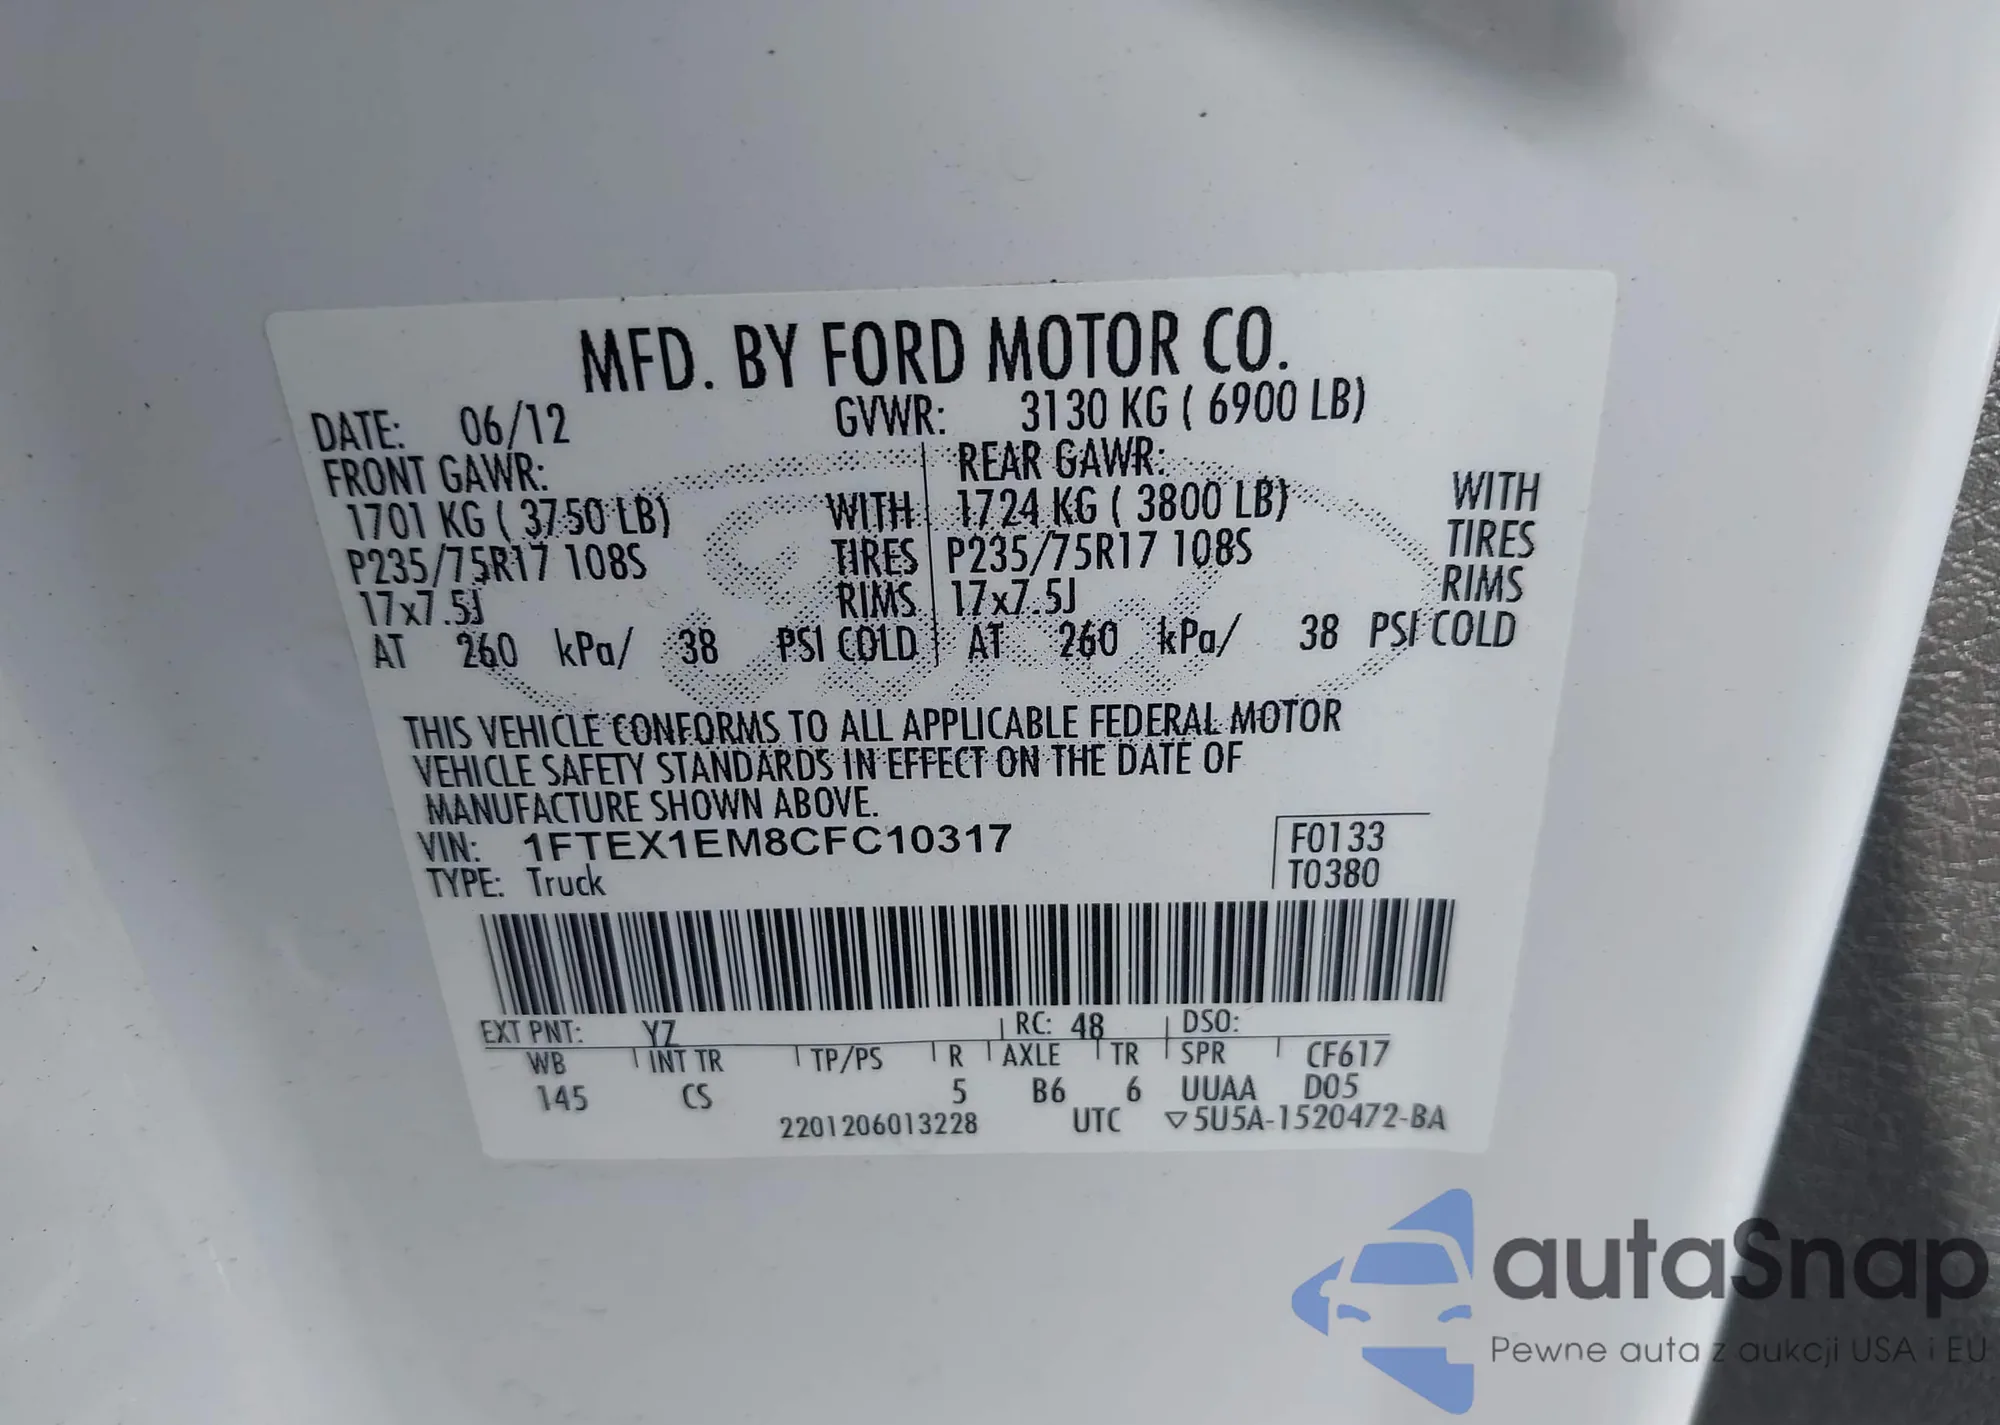 MFD. BY FORD MOTOR CO.
DATE: 06/12 GVWR: 3130 KG ( 6900 LB)
FRONT GAWR: REAR GAWR:
1701 KG ( 3750 LB) WITH 1724 KG ( 3800 LB) WITH
P235/75R17 108S TIRES P235/75R17 108S TIRES
17x7.5J RIMS 17x7.5J RIMS
AT 260 kPa/ 38 PSI COLD AT 260 kPa/ 38 PSI COLD
THIS VEHICLE CONFORMS TO ALL APPLICABLE FEDERAL MOTOR
VEHICLE SAFETY STANDARDS IN EFFECT ON THE DATE OF
MANUFACTURE SHOWN ABOVE.
VIN: 1FTEX1EM8CFC10317 F0133
TYPE: Truck T0380
EXT PNT: YZ RC: 48 DSO:
WB INT TR TP/PS R AXLE TR SPR CF617
145 CS 5 B6 6 UUAA D05
2201206013228 UTC ▽5U5A-1520472-BA
Ford
autaSnap
Pewne auta z aukcji USA i EU